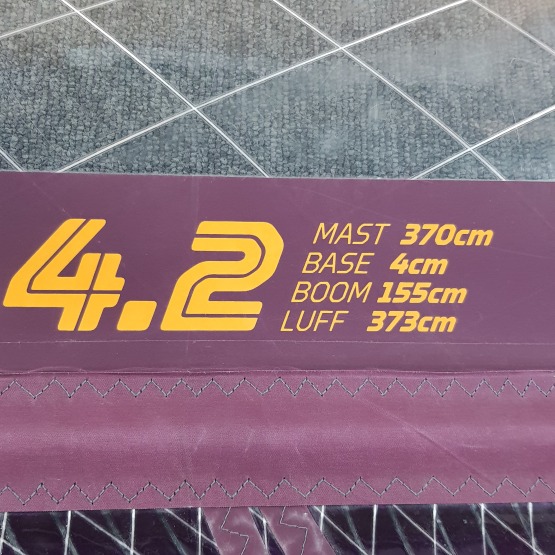 4.2
MAST 370cm
BASE 4cm
BOOM 155cm
LUFF 373cm